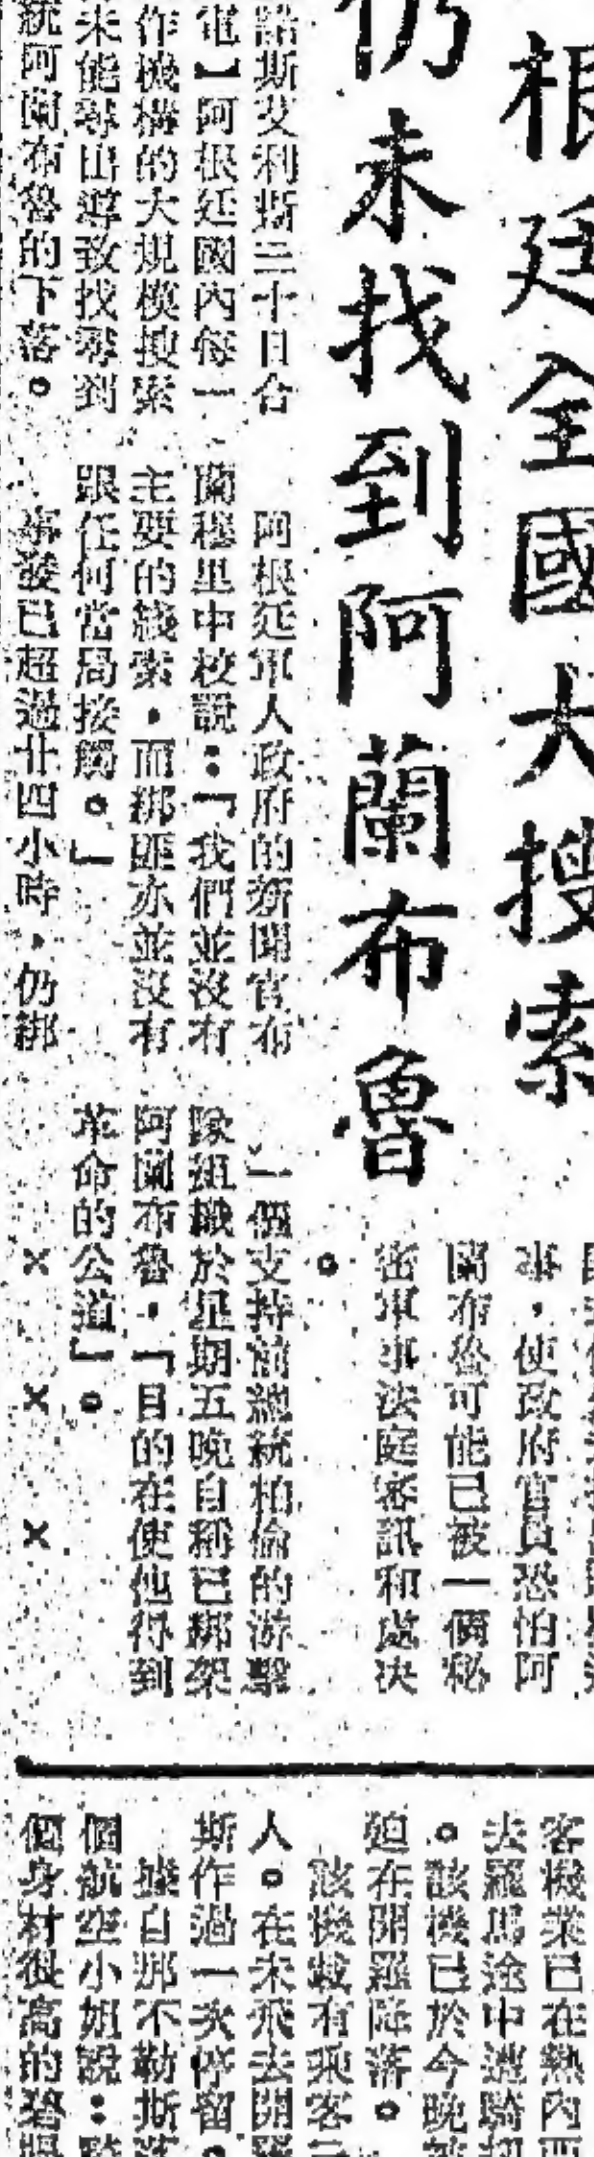 根廷全國大搜索
仍未找到阿蘭布魯
事,使政府官員恐怕阿
蘭布魯可能已被一個秘
密軍事法庭審訊和處決
。
諾斯艾利斯三十日合
電】阿根廷國內每一
作機構的大規模搜索
未能尋出導致找尋到
統阿蘭布魯的下落。
阿根廷軍人政府的新聞官布
蘭穆里中校說:「我們並沒有
主要的綫索,而綁匪亦並沒有
跟任何當局接觸。」
事發已超過廿四小時,仍綁
一個支持前總統柏倫的游擊
隊組織於星期五晚自稱已綁架
阿蘭布魯,「目的在使他得到
革命的公道」。
× × ×
客機業已在熱內
去羅馬途中遭騎刼
。該機已於今晚被
廹在開羅降落。
該機載有乘客
人。在未飛去開羅
斯作過一次停留。
據自那不勒斯
個航空小姐說:
個身材很高的